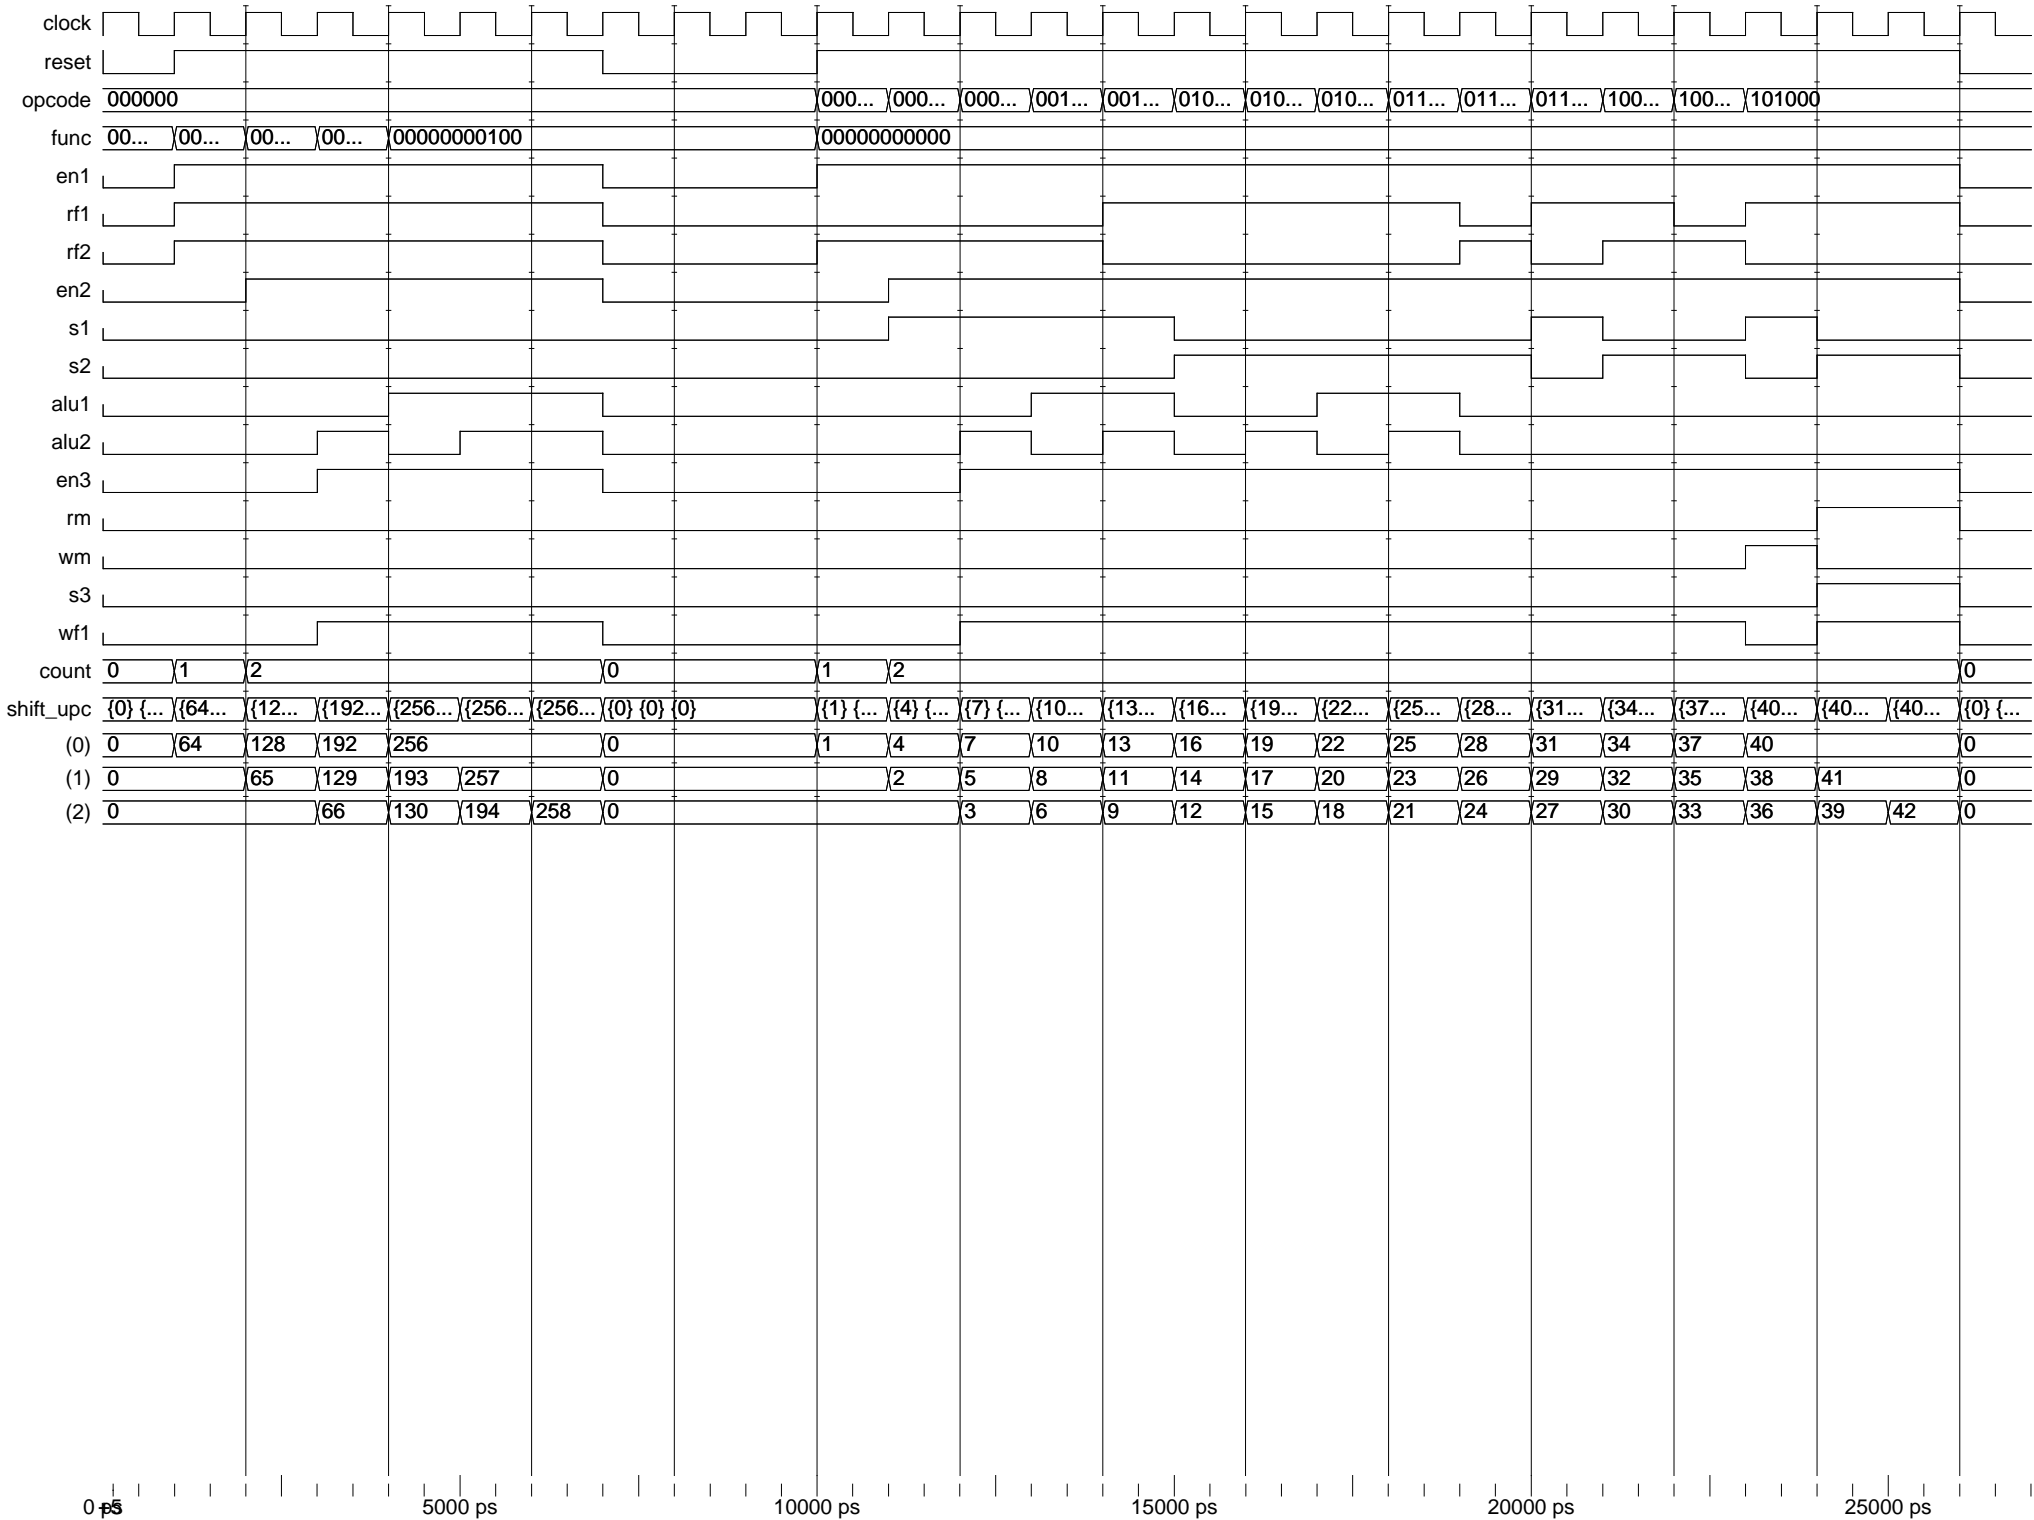 clock
reset
opcode 000000 000... 000... 000... 001... 001... 010... 010... 010... 011... 011... 011... 100... 100... 101000
func 00... 00... 00... 00... 00000000100 00000000000
en1
rf1
rf2
en2
s1
s2
alu1
alu2
en3
rm
wm
s3
wf1
count 0 1 2 0 1 2 0
shift_upc {0} {... {64... {12... {192... {256... {256... {256... {0} {0} {0} {1} {... {4} {... {7} {... {10... {13... {16... {19... {22... {25... {28... {31... {34... {37... {40... {40... {40... {0} {...
(0) 0 64 128 192 256 0 1 4 7 10 13 16 19 22 25 28 31 34 37 40 0
(1) 0 65 129 193 257 0 2 5 8 11 14 17 20 23 26 29 32 35 38 41 0
(2) 0 66 130 194 258 0 3 6 9 12 15 18 21 24 27 30 33 36 39 42 0
0 ps 5000 ps 10000 ps 15000 ps 20000 ps 25000 ps